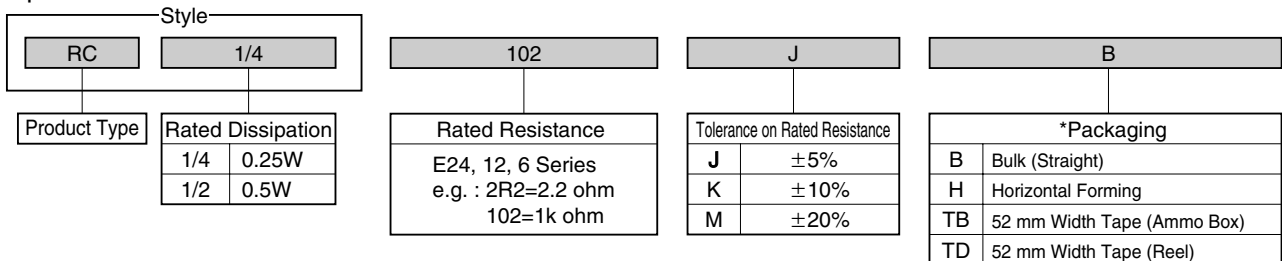 Style
RC 1/4 102 J B
Product Type
Rated Dissipation
1/4 0.25W
1/2 0.5W
Rated Resistance
E24, 12, 6 Series
e.g. : 2R2=2.2 ohm
102=1k ohm
Tolerance on Rated Resistance
J ±5%
K ±10%
M ±20%
*Packaging
B Bulk (Straight)
H Horizontal Forming
TB 52 mm Width Tape (Ammo Box)
TD 52 mm Width Tape (Reel)